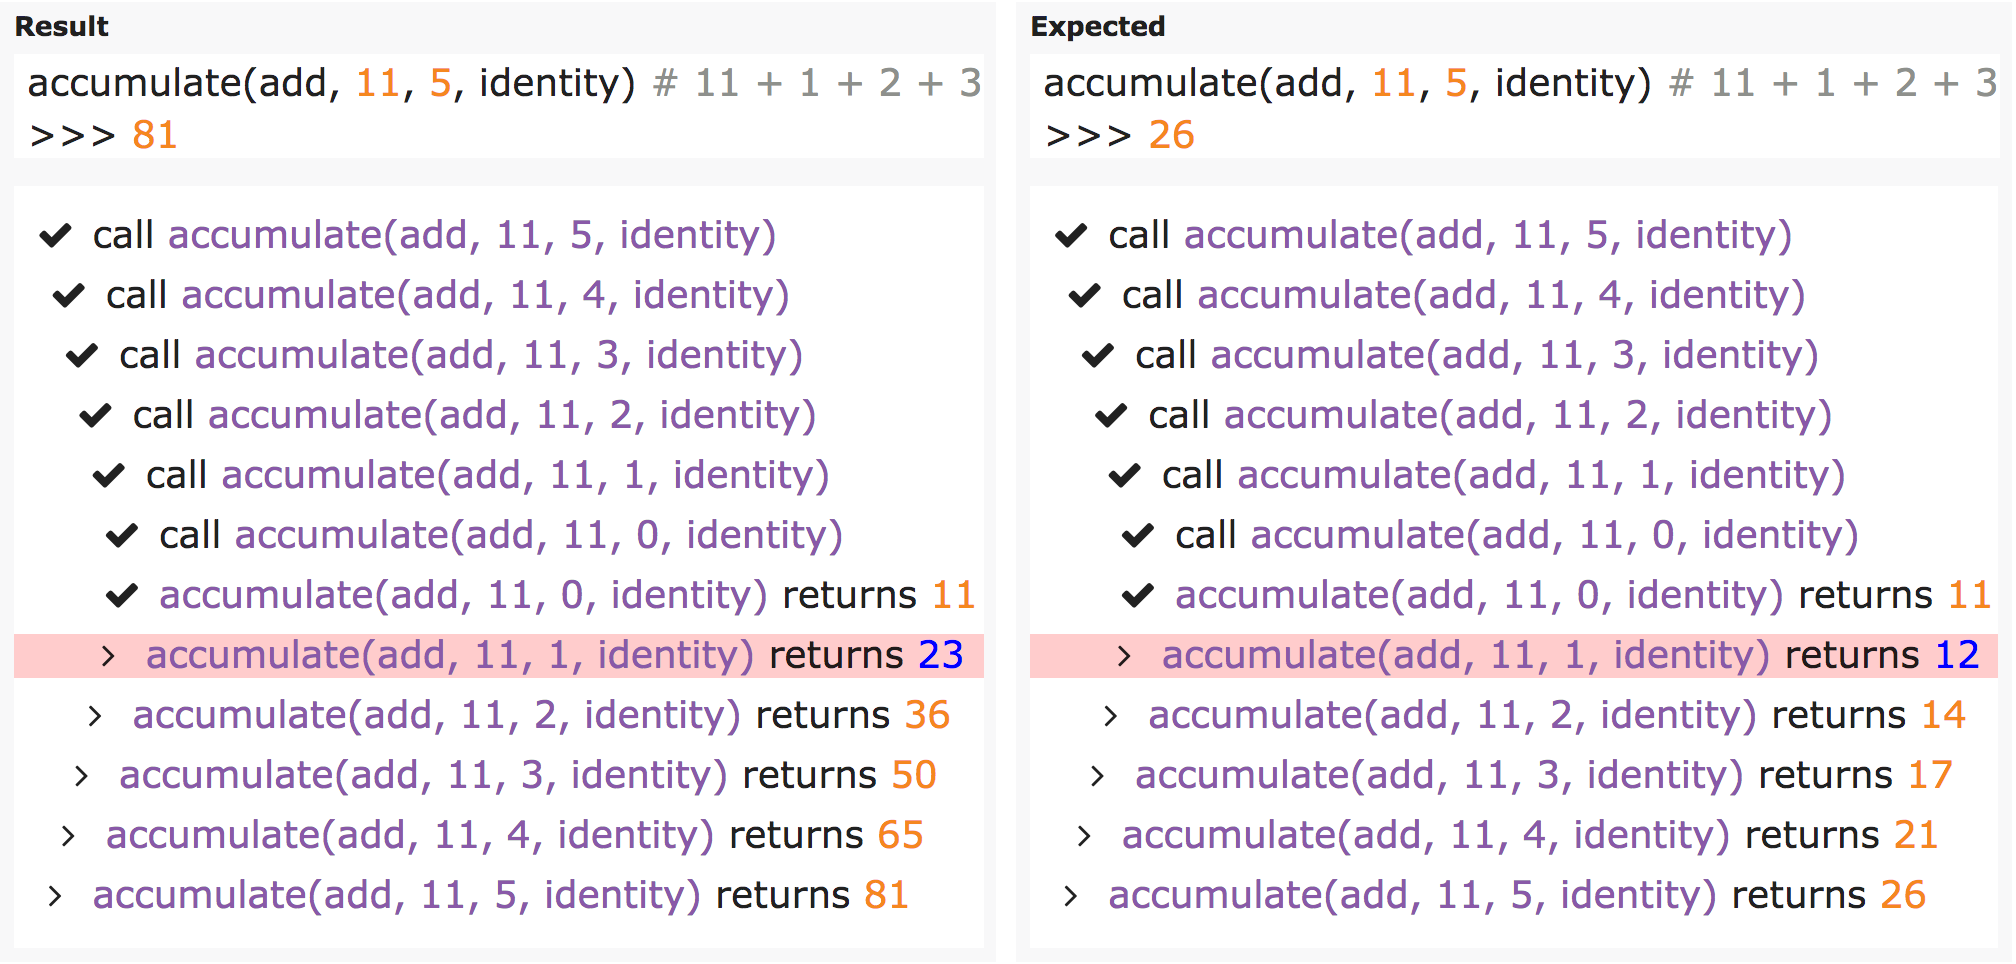 Result
accumulate(add, 11, 5, identity) # 11 + 1 + 2 + 3
>>> 81
call accumulate(add, 11, 5, identity)
call accumulate(add, 11, 4, identity)
call accumulate(add, 11, 3, identity)
call accumulate(add, 11, 2, identity)
call accumulate(add, 11, 1, identity)
call accumulate(add, 11, 0, identity)
accumulate(add, 11, 0, identity) returns 11
accumulate(add, 11, 1, identity) returns 23
accumulate(add, 11, 2, identity) returns 36
accumulate(add, 11, 3, identity) returns 50
accumulate(add, 11, 4, identity) returns 65
accumulate(add, 11, 5, identity) returns 81
Expected
accumulate(add, 11, 5, identity) # 11 + 1 + 2 + 3
>>> 26
call accumulate(add, 11, 5, identity)
call accumulate(add, 11, 4, identity)
call accumulate(add, 11, 3, identity)
call accumulate(add, 11, 2, identity)
call accumulate(add, 11, 1, identity)
call accumulate(add, 11, 0, identity)
accumulate(add, 11, 0, identity) returns 11
accumulate(add, 11, 1, identity) returns 12
accumulate(add, 11, 2, identity) returns 14
accumulate(add, 11, 3, identity) returns 17
accumulate(add, 11, 4, identity) returns 21
accumulate(add, 11, 5, identity) returns 26